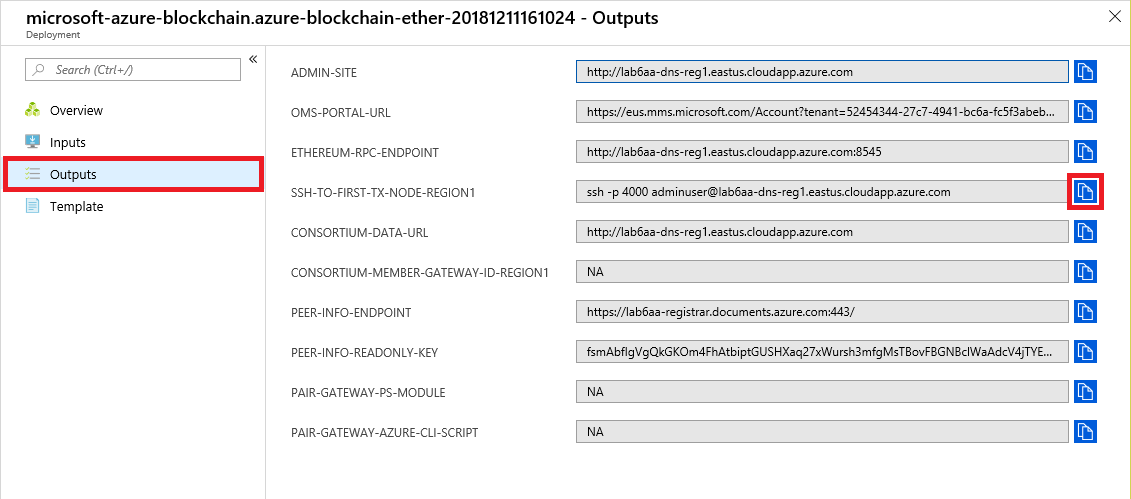 microsoft-azure-blockchain.azure-blockchain-ether-20181211161024 - Outputs
Deployment
Search (Ctrl+/)
«
Overview
Inputs
Outputs
Template
ADMIN-SITE http://lab6aa-dns-reg1.eastus.cloudapp.azure.com
OMS-PORTAL-URL https://eus.mms.microsoft.com/Account?tenant=52454344-27c7-4941-bc6a-fc5f3abeb...
ETHEREUM-RPC-ENDPOINT http://lab6aa-dns-reg1.eastus.cloudapp.azure.com:8545
SSH-TO-FIRST-TX-NODE-REGION1 ssh -p 4000 adminuser@lab6aa-dns-reg1.eastus.cloudapp.azure.com
CONSORTIUM-DATA-URL http://lab6aa-dns-reg1.eastus.cloudapp.azure.com
CONSORTIUM-MEMBER-GATEWAY-ID-REGION1 NA
PEER-INFO-ENDPOINT https://lab6aa-registrar.documents.azure.com:443/
PEER-INFO-READONLY-KEY
PAIR-GATEWAY-PS-MODULE NA
PAIR-GATEWAY-AZURE-CLI-SCRIPT NA